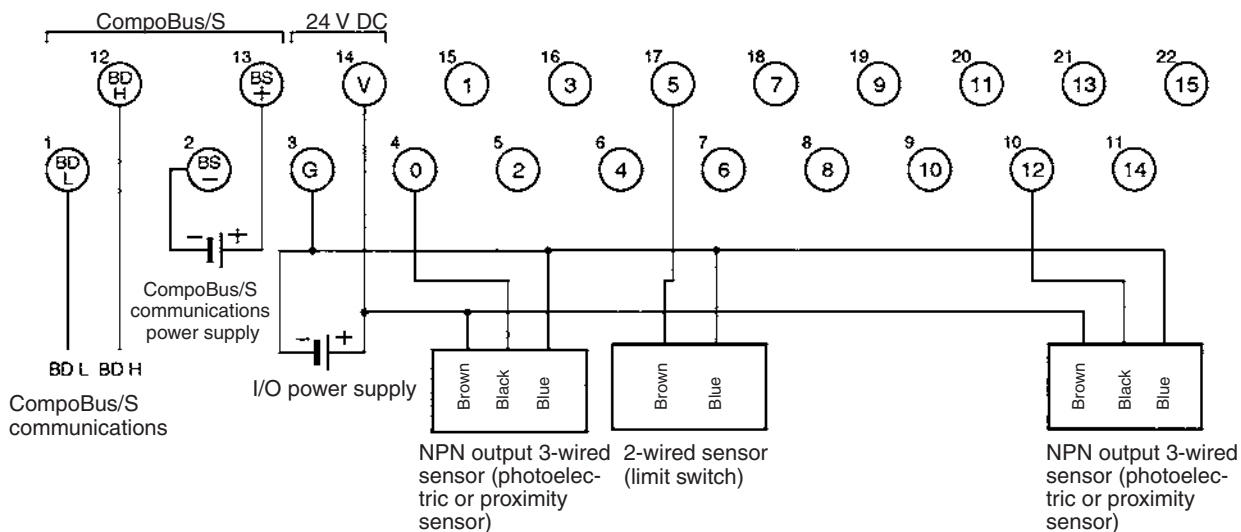 CompoBus/S 24 V DC
12 13 14 15 16 17 18 19 20 21 22
BD H BS + V 1 3 5 7 9 11 13 15
1 2 3 4 5 6 7 8 9 10 11
BD L BS – G 0 2 4 6 8 10 12 14
– +
CompoBus/S
communications
power supply
– +
BD L BD H
I/O power supply
CompoBus/S
communications
Brown Black Blue
Brown Blue
Brown Black Blue
NPN output 3-wired
sensor (photoelec-
tric or proximity
sensor)
2-wired sensor
(limit switch)
NPN output 3-wired
sensor (photoelec-
tric or proximity
sensor)